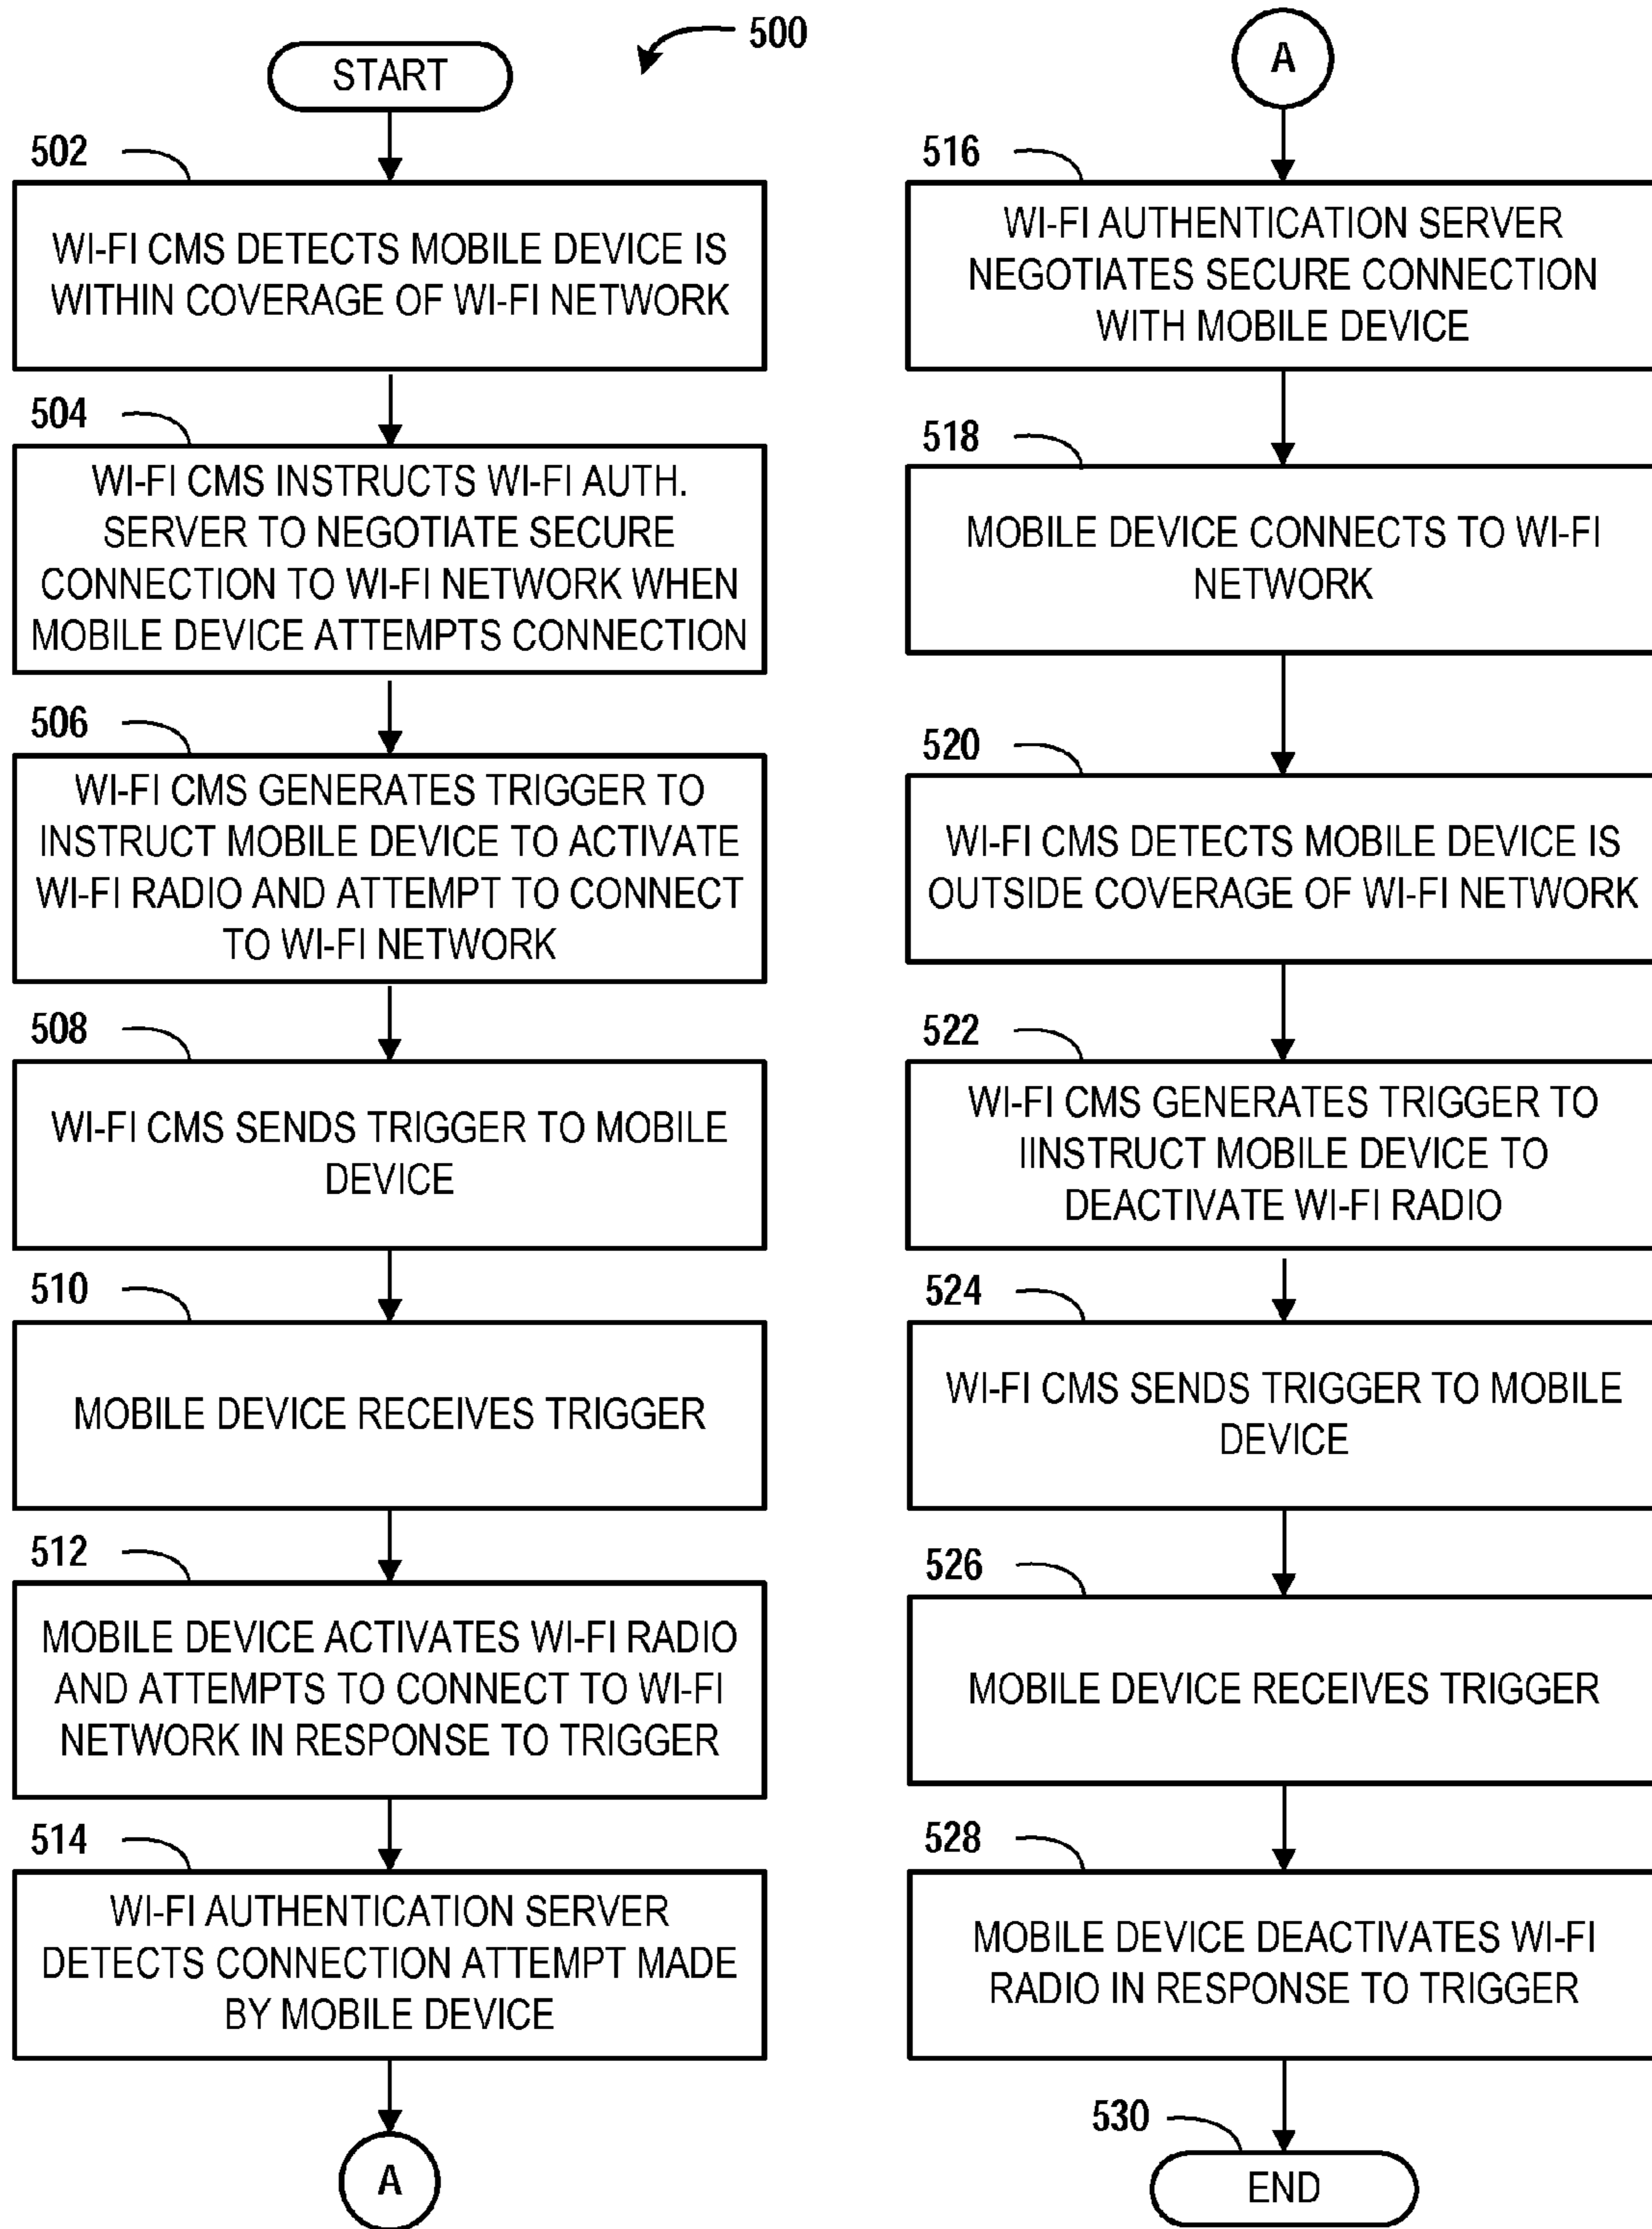 500
START
502
WI-FI CMS DETECTS MOBILE DEVICE IS
WITHIN COVERAGE OF WI-FI NETWORK
504
WI-FI CMS INSTRUCTS WI-FI AUTH.
SERVER TO NEGOTIATE SECURE
CONNECTION TO WI-FI NETWORK WHEN
MOBILE DEVICE ATTEMPTS CONNECTION
506
WI-FI CMS GENERATES TRIGGER TO
INSTRUCT MOBILE DEVICE TO ACTIVATE
WI-FI RADIO AND ATTEMPT TO CONNECT
TO WI-FI NETWORK
508
WI-FI CMS SENDS TRIGGER TO MOBILE
DEVICE
510
MOBILE DEVICE RECEIVES TRIGGER
512
MOBILE DEVICE ACTIVATES WI-FI RADIO
AND ATTEMPTS TO CONNECT TO WI-FI
NETWORK IN RESPONSE TO TRIGGER
514
WI-FI AUTHENTICATION SERVER
DETECTS CONNECTION ATTEMPT MADE
BY MOBILE DEVICE
A
A
516
WI-FI AUTHENTICATION SERVER
NEGOTIATES SECURE CONNECTION
WITH MOBILE DEVICE
518
MOBILE DEVICE CONNECTS TO WI-FI
NETWORK
520
WI-FI CMS DETECTS MOBILE DEVICE IS
OUTSIDE COVERAGE OF WI-FI NETWORK
522
WI-FI CMS GENERATES TRIGGER TO
IINSTRUCT MOBILE DEVICE TO
DEACTIVATE WI-FI RADIO
524
WI-FI CMS SENDS TRIGGER TO MOBILE
DEVICE
526
MOBILE DEVICE RECEIVES TRIGGER
528
MOBILE DEVICE DEACTIVATES WI-FI
RADIO IN RESPONSE TO TRIGGER
530
END